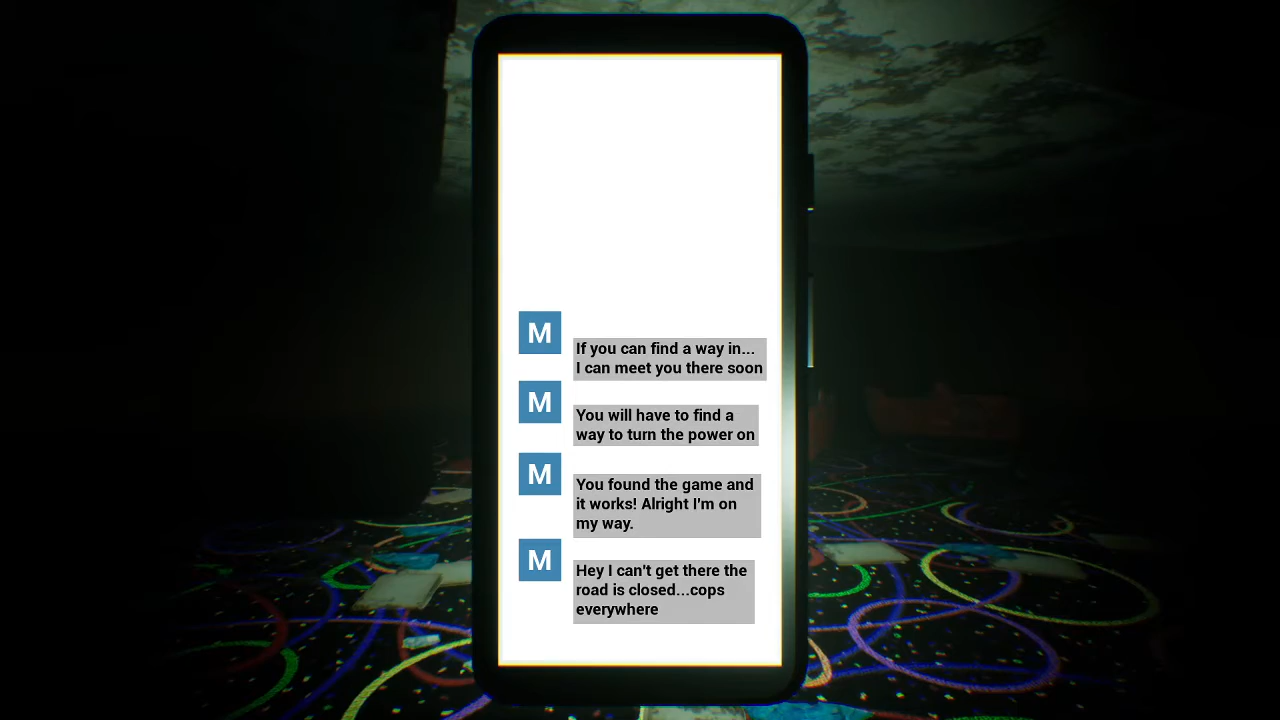 M
If you can find a way in...
I can meet you there soon
M
You will have to find a
way to turn the power on
M
You found the game and
it works! Alright I'm on
my way.
M
Hey I can't get there the
road is closed...cops
everywhere